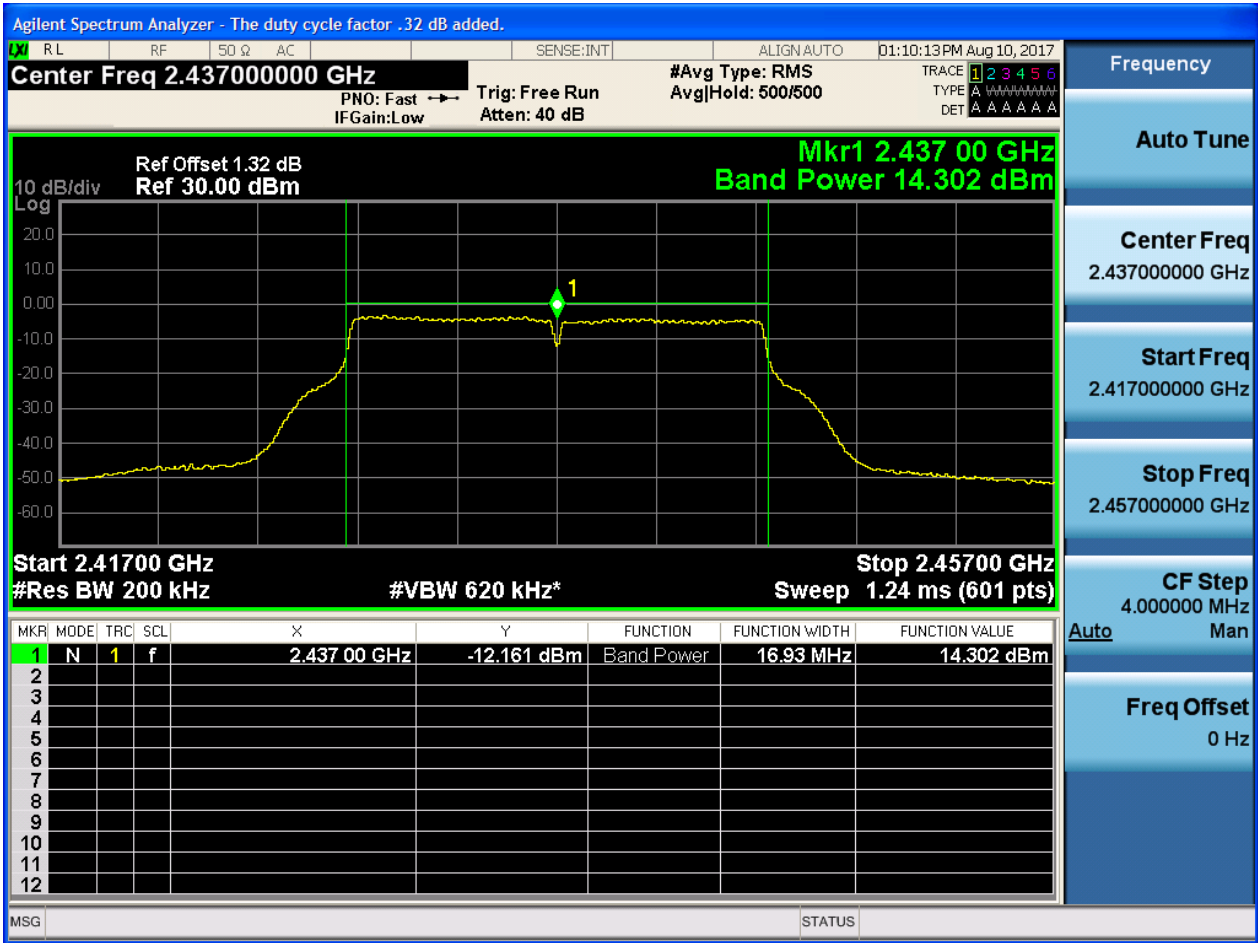 Agilent Spectrum Analyzer - The duty cycle factor .32 dB added.
LXI RL RF 50 Ω AC SENSE:INT ALIGN AUTO 01:10:13 PM Aug 10, 2017
Center Freq 2.437000000 GHz #Avg Type: RMS TRACE 1 2 3 4 5 6
PNO: Fast Trig: Free Run Avg|Hold: 500/500 TYPE A WWWWW
IFGain:Low Atten: 40 dB DET A A A A A A
Frequency
Auto Tune
Center Freq
2.437000000 GHz
Start Freq
2.417000000 GHz
Stop Freq
2.457000000 GHz
CF Step
4.000000 MHz
Auto Man
Freq Offset
0 Hz
Mkr1 2.437 00 GHz
Ref Offset 1.32 dB
10 dB/div Ref 30.00 dBm Band Power 14.302 dBm
Log
20.0
10.0
0.00
-10.0
-20.0
-30.0
-40.0
-50.0
-60.0
1
Start 2.41700 GHz Stop 2.45700 GHz
#Res BW 200 kHz #VBW 620 kHz* Sweep 1.24 ms (601 pts)
MKR MODE TRC SCL X Y FUNCTION FUNCTION WIDTH FUNCTION VALUE
1 N 1 f 2.437 00 GHz -12.161 dBm Band Power 16.93 MHz 14.302 dBm
2
3
4
5
6
7
8
9
10
11
12
MSG STATUS